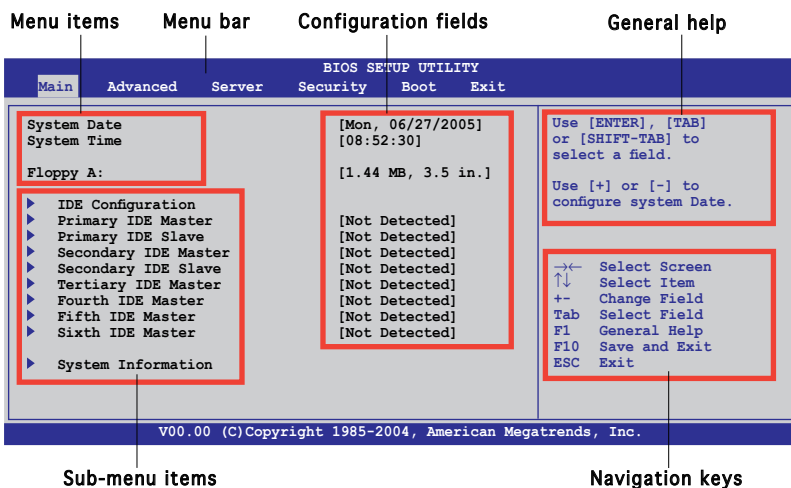 Menu items Menu bar Configuration fields General help
BIOS SETUP UTILITY
Main Advanced Server Security Boot Exit
System Date [Mon, 06/27/2005]
System Time [08:52:30]
Floppy A: [1.44 MB, 3.5 in.]
IDE Configuration
Primary IDE Master [Not Detected]
Primary IDE Slave [Not Detected]
Secondary IDE Master [Not Detected]
Secondary IDE Slave [Not Detected]
Tertiary IDE Master [Not Detected]
Fourth IDE Master [Not Detected]
Fifth IDE Master [Not Detected]
Sixth IDE Master [Not Detected]
System Information
Use [ENTER], [TAB]
or [SHIFT-TAB] to
select a field.
Use [+] or [-] to
configure system Date.
→← Select Screen
↑↓ Select Item
+- Change Field
Tab Select Field
F1 General Help
F10 Save and Exit
ESC Exit
V00.00 (C)Copyright 1985-2004, American Megatrends, Inc.
Sub-menu items Navigation keys